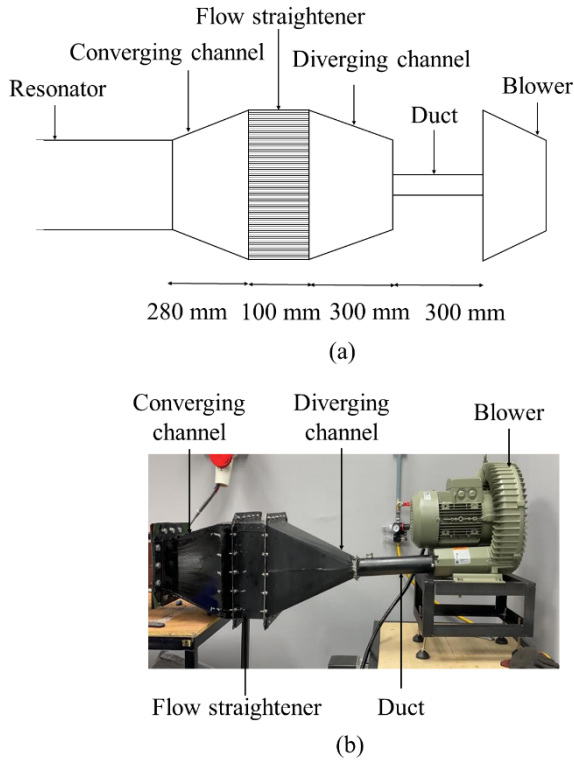 Flow straightener
Converging channel
Diverging channel
Resonator
Blower
Duct
280 mm 100 mm 300 mm 300 mm
(a)
Converging
channel
Diverging
channel
Blower
Flow straightener
Duct
(b)